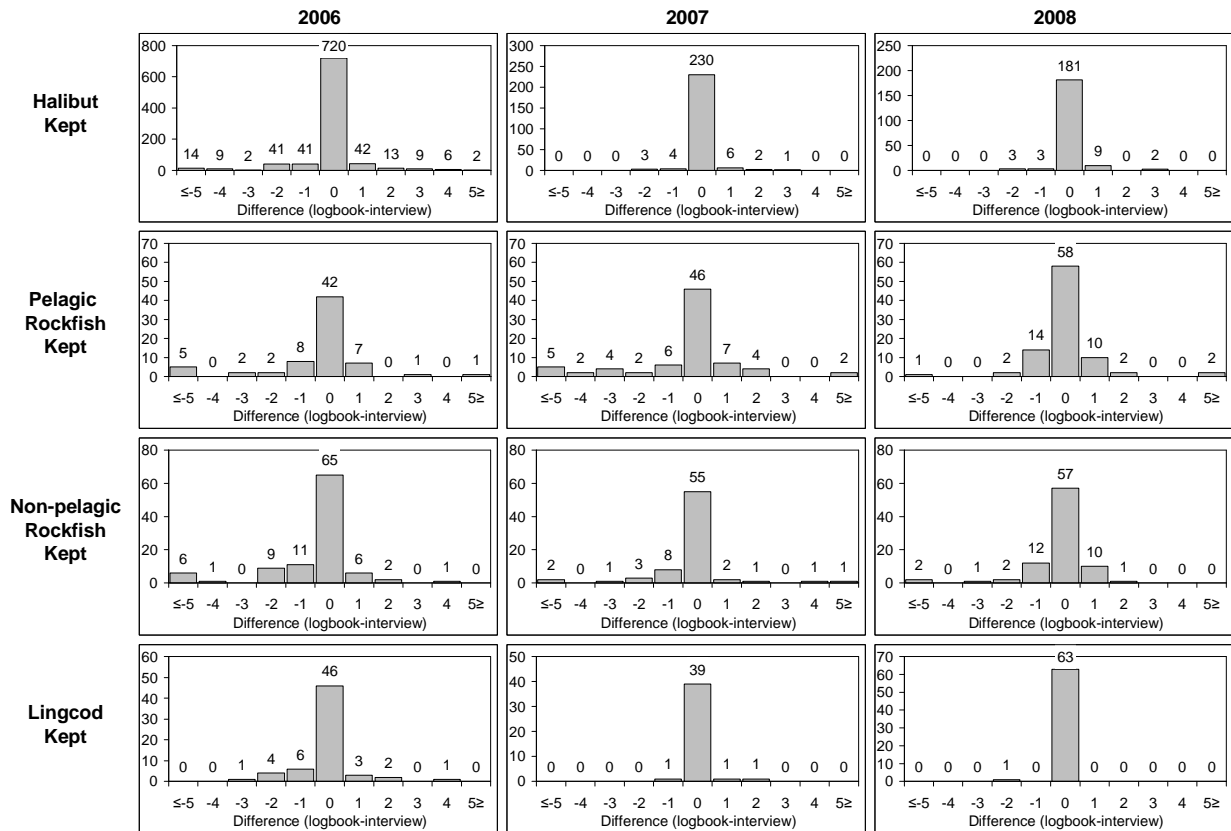 2006 2007 2008
Halibut
Kept
800
600
400
200
0
720
14 9 2 41 41 42 13 9 6 2
≤-5 -4 -3 -2 -1 0 1 2 3 4 5≥
Difference (logbook-interview)
300
250
200
150
100
50
0
230
0 0 0 3 4 6 2 1 0 0
≤-5 -4 -3 -2 -1 0 1 2 3 4 5≥
Difference (logbook-interview)
250
200
150
100
50
0
181
0 0 0 3 3 9 0 2 0 0
≤-5 -4 -3 -2 -1 0 1 2 3 4 5≥
Difference (logbook-interview)
Pelagic
Rockfish
Kept
70
60
50
40
30
20
10
0
42
5 0 2 2 8 7 0 1 0 1
≤-5 -4 -3 -2 -1 0 1 2 3 4 5≥
Difference (logbook-interview)
70
60
50
40
30
20
10
0
46
5 2 4 2 6 7 4 0 0 2
≤-5 -4 -3 -2 -1 0 1 2 3 4 5≥
Difference (logbook-interview)
70
60
50
40
30
20
10
0
58
1 0 0 2 14 10 2 0 0 2
≤-5 -4 -3 -2 -1 0 1 2 3 4 5≥
Difference (logbook-interview)
Non-pelagic
Rockfish
Kept
80
60
40
20
0
65
6 1 0 9 11 6 2 0 1 0
≤-5 -4 -3 -2 -1 0 1 2 3 4 5≥
Difference (logbook-interview)
80
60
40
20
0
55
2 0 1 3 8 2 1 0 1 1
≤-5 -4 -3 -2 -1 0 1 2 3 4 5≥
Difference (logbook-interview)
80
60
40
20
0
57
2 0 1 2 12 10 1 0 0 0
≤-5 -4 -3 -2 -1 0 1 2 3 4 5≥
Difference (logbook-interview)
Lingcod
Kept
60
50
40
30
20
10
0
46
0 0 1 4 6 3 2 0 1 0
≤-5 -4 -3 -2 -1 0 1 2 3 4 5≥
Difference (logbook-interview)
50
40
30
20
10
0
39
0 0 0 0 1 1 1 0 0 0
≤-5 -4 -3 -2 -1 0 1 2 3 4 5≥
Difference (logbook-interview)
70
60
50
40
30
20
10
0
63
0 0 0 1 0 0 0 0 0 0
≤-5 -4 -3 -2 -1 0 1 2 3 4 5≥
Difference (logbook-interview)